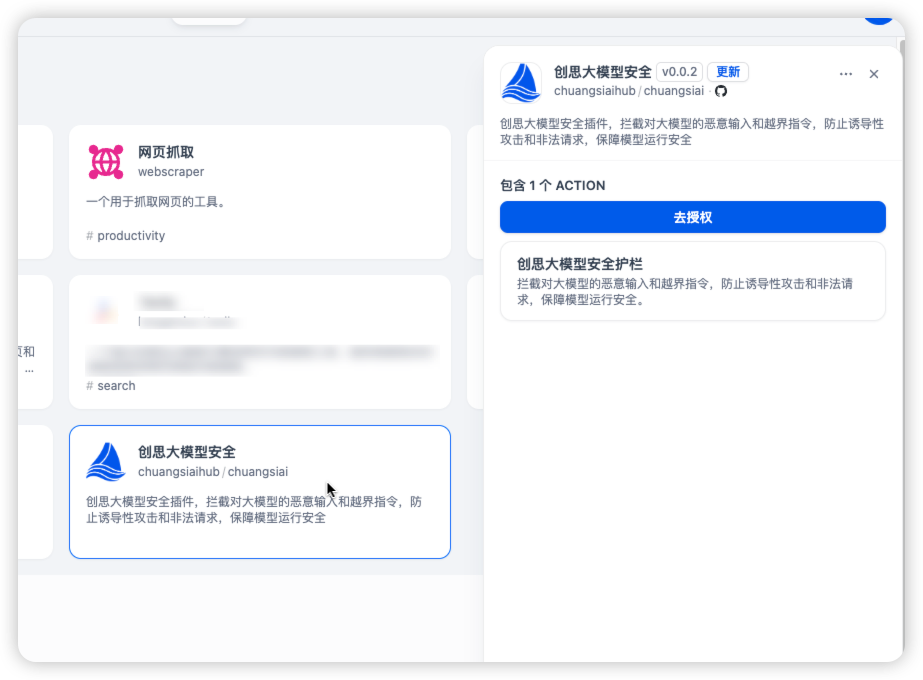 网页抓取
webscraper
一个用于抓取网页的工具。
# productivity
页和
...
# search
创思大模型安全
chuangsiaihub / chuangsiai
创思大模型安全插件，拦截对大模型的恶意输入和越界指令，防
止诱导性攻击和非法请求，保障模型运行安全
创思大模型安全 v0.0.2 更新
chuangsiaihub / chuangsiai ·
创思大模型安全插件，拦截对大模型的恶意输入和越界指令，防止诱导性
攻击和非法请求，保障模型运行安全
包含 1 个 ACTION
去授权
创思大模型安全护栏
拦截对大模型的恶意输入和越界指令，防止诱导性攻击和非法请
求，保障模型运行安全。